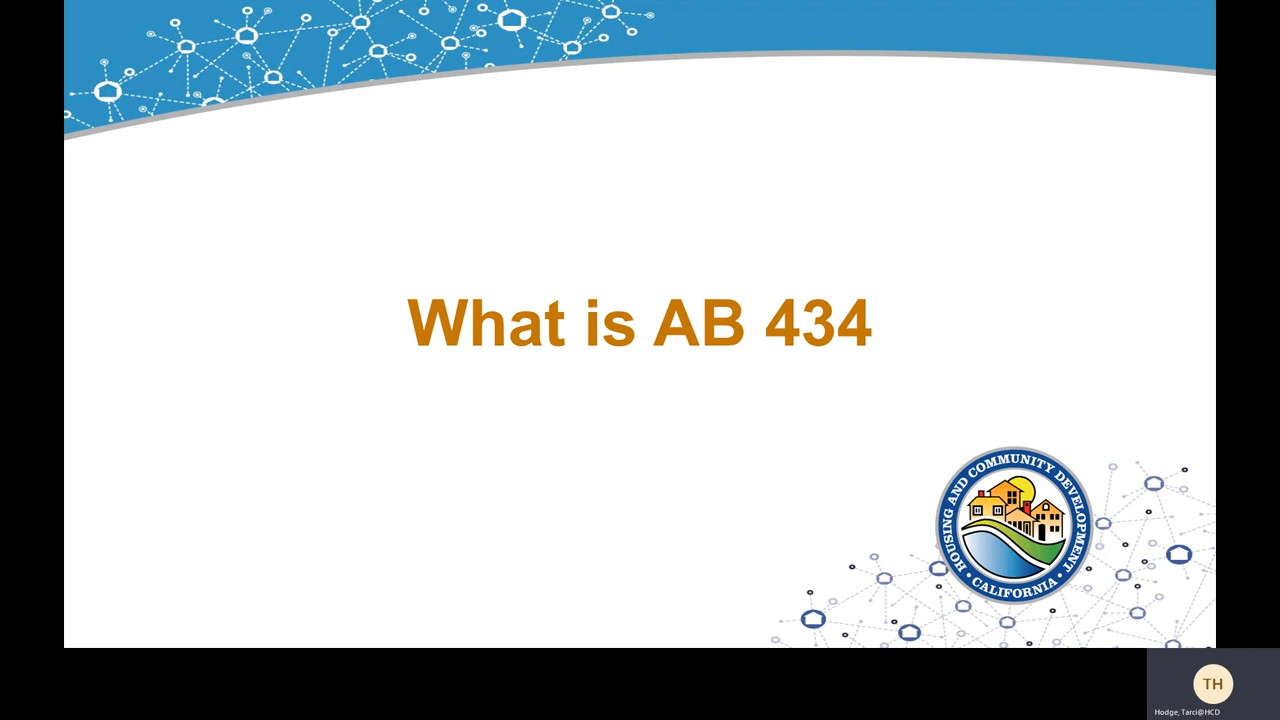 What is AB 434
HOUSING AND COMMUNITY DEVELOPMENT
• CALIFORNIA •
TH
Hodge, Tarci@HCD